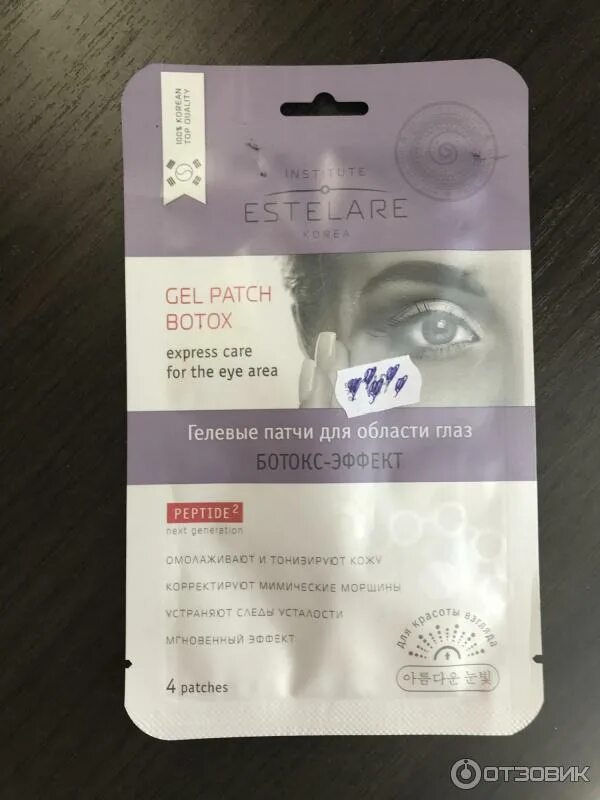 100% KOREAN
TOP QUALITY
INSTITUTE
ESTELARE
KOREA
GEL PATCH
BOTOX
express care
for the eye area
Гелевые патчи для области глаз
БОТОКС-ЭФФЕКТ
PEPTIDE²
next generation
ОМОЛАЖИВАЮТ И ТОНИЗИРУЮТ КОЖУ
КОРРЕКТИРУЮТ МИМИЧЕСКИЕ МОРЩИНЫ
УСТРАНЯЮТ СЛЕДЫ УСТАЛОСТИ
МГНОВЕННЫЙ ЭФФЕКТ
для красоты взгляда
아름다운 눈빛
4 patches
ОТЗОВИК